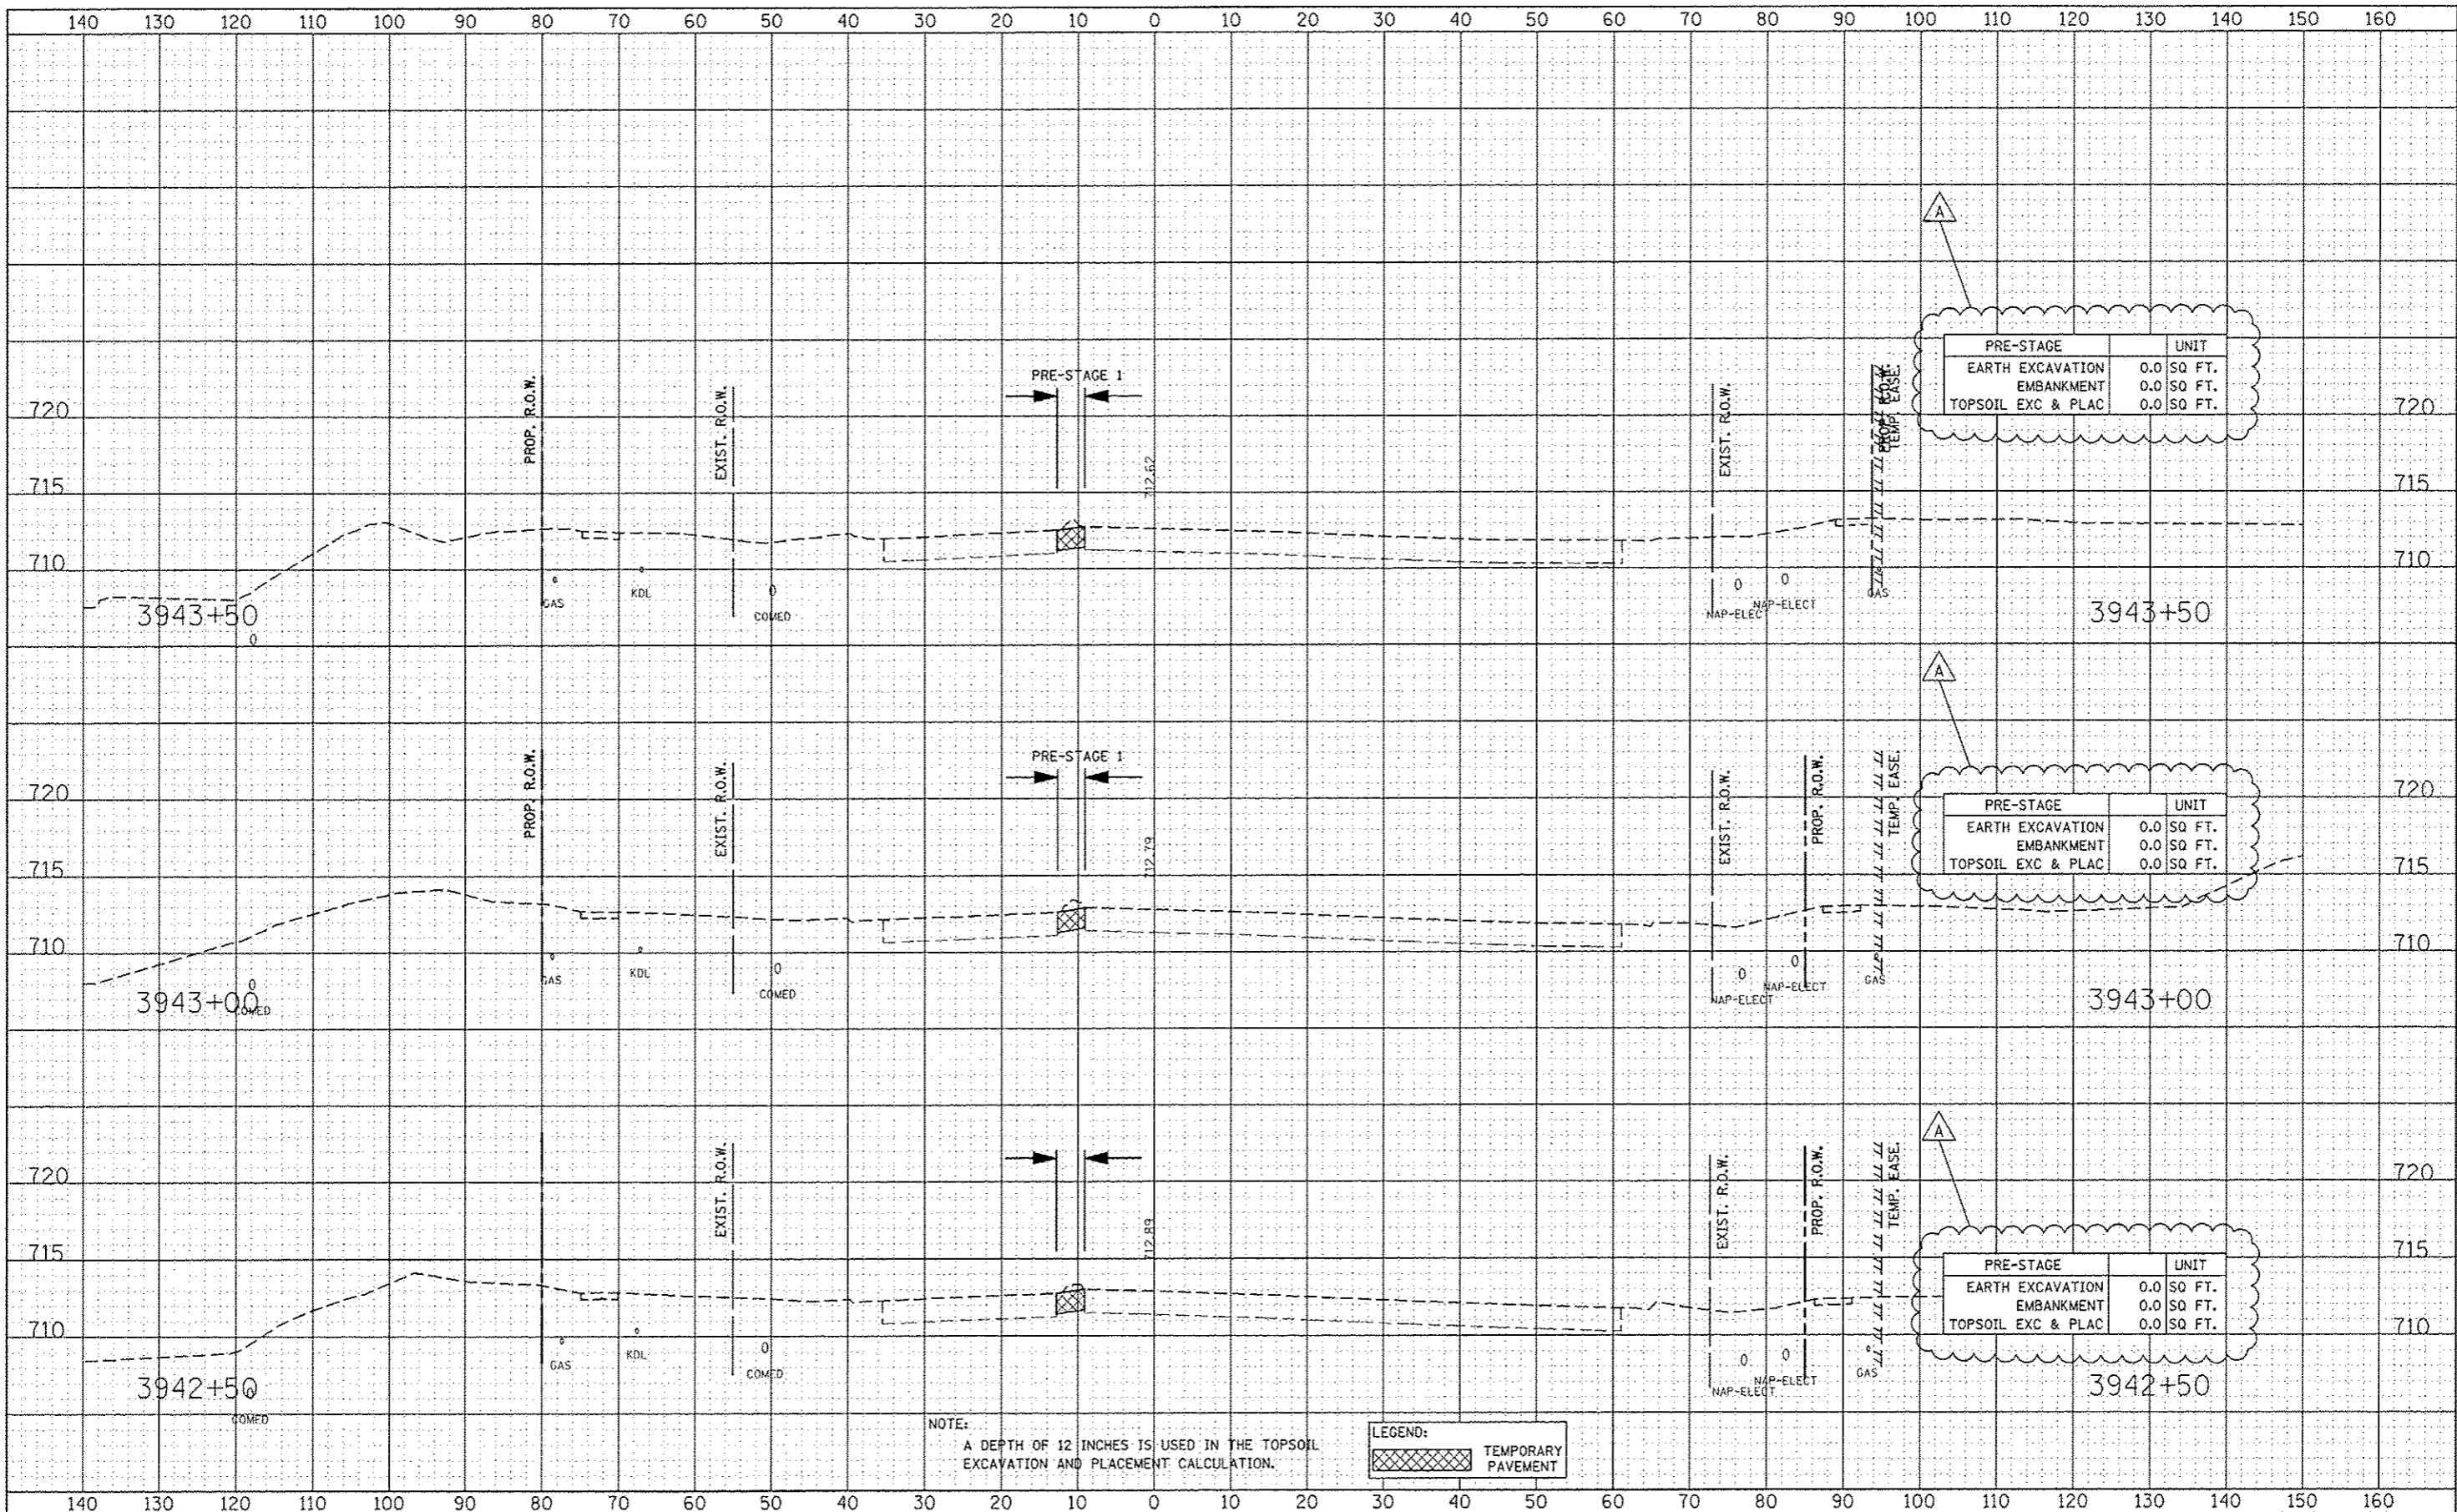 140 130 120 110 100 90 80 70 60 50 40 30 20 10 0 10 20 30 40 50 60 70 80 90 100 110 120 130 140 150 160
A
PRE-STAGE UNIT
EARTH EXCAVATION 0.0 SQ FT.
EMBANKMENT 0.0 SQ FT.
TOPSOIL EXC & PLAC 0.0 SQ FT.
PRE-STAGE 1
PROP. R.O.W.
EXIST. R.O.W.
712.62
EXIST. R.O.W.
PROP. R.O.W.
TEMP. EASE.
720 720
715 715
710 710
GAS KDL COMED NAP-ELECT NAP-ELECT GAS
3943+50 3943+50
A
PRE-STAGE UNIT
EARTH EXCAVATION 0.0 SQ FT.
EMBANKMENT 0.0 SQ FT.
TOPSOIL EXC & PLAC 0.0 SQ FT.
PRE-STAGE 1
PROP. R.O.W.
EXIST. R.O.W.
712.79
EXIST. R.O.W.
PROP. R.O.W.
TEMP. EASE.
720 720
715 715
710 710
GAS KDL COMED NAP-ELECT NAP-ELECT GAS
3943+00 3943+00
COMED
A
PRE-STAGE UNIT
EARTH EXCAVATION 0.0 SQ FT.
EMBANKMENT 0.0 SQ FT.
TOPSOIL EXC & PLAC 0.0 SQ FT.
EXIST. R.O.W.
712.89
EXIST. R.O.W.
PROP. R.O.W.
TEMP. EASE.
720 720
715 715
710 710
GAS KDL COMED NAP-ELECT NAP-ELECT GAS
3942+50 3942+50
COMED
NOTE:
A DEPTH OF 12 INCHES IS USED IN THE TOPSOIL
EXCAVATION AND PLACEMENT CALCULATION.
LEGEND:
TEMPORARY
PAVEMENT
140 130 120 110 100 90 80 70 60 50 40 30 20 10 0 10 20 30 40 50 60 70 80 90 100 110 120 130 140 150 160